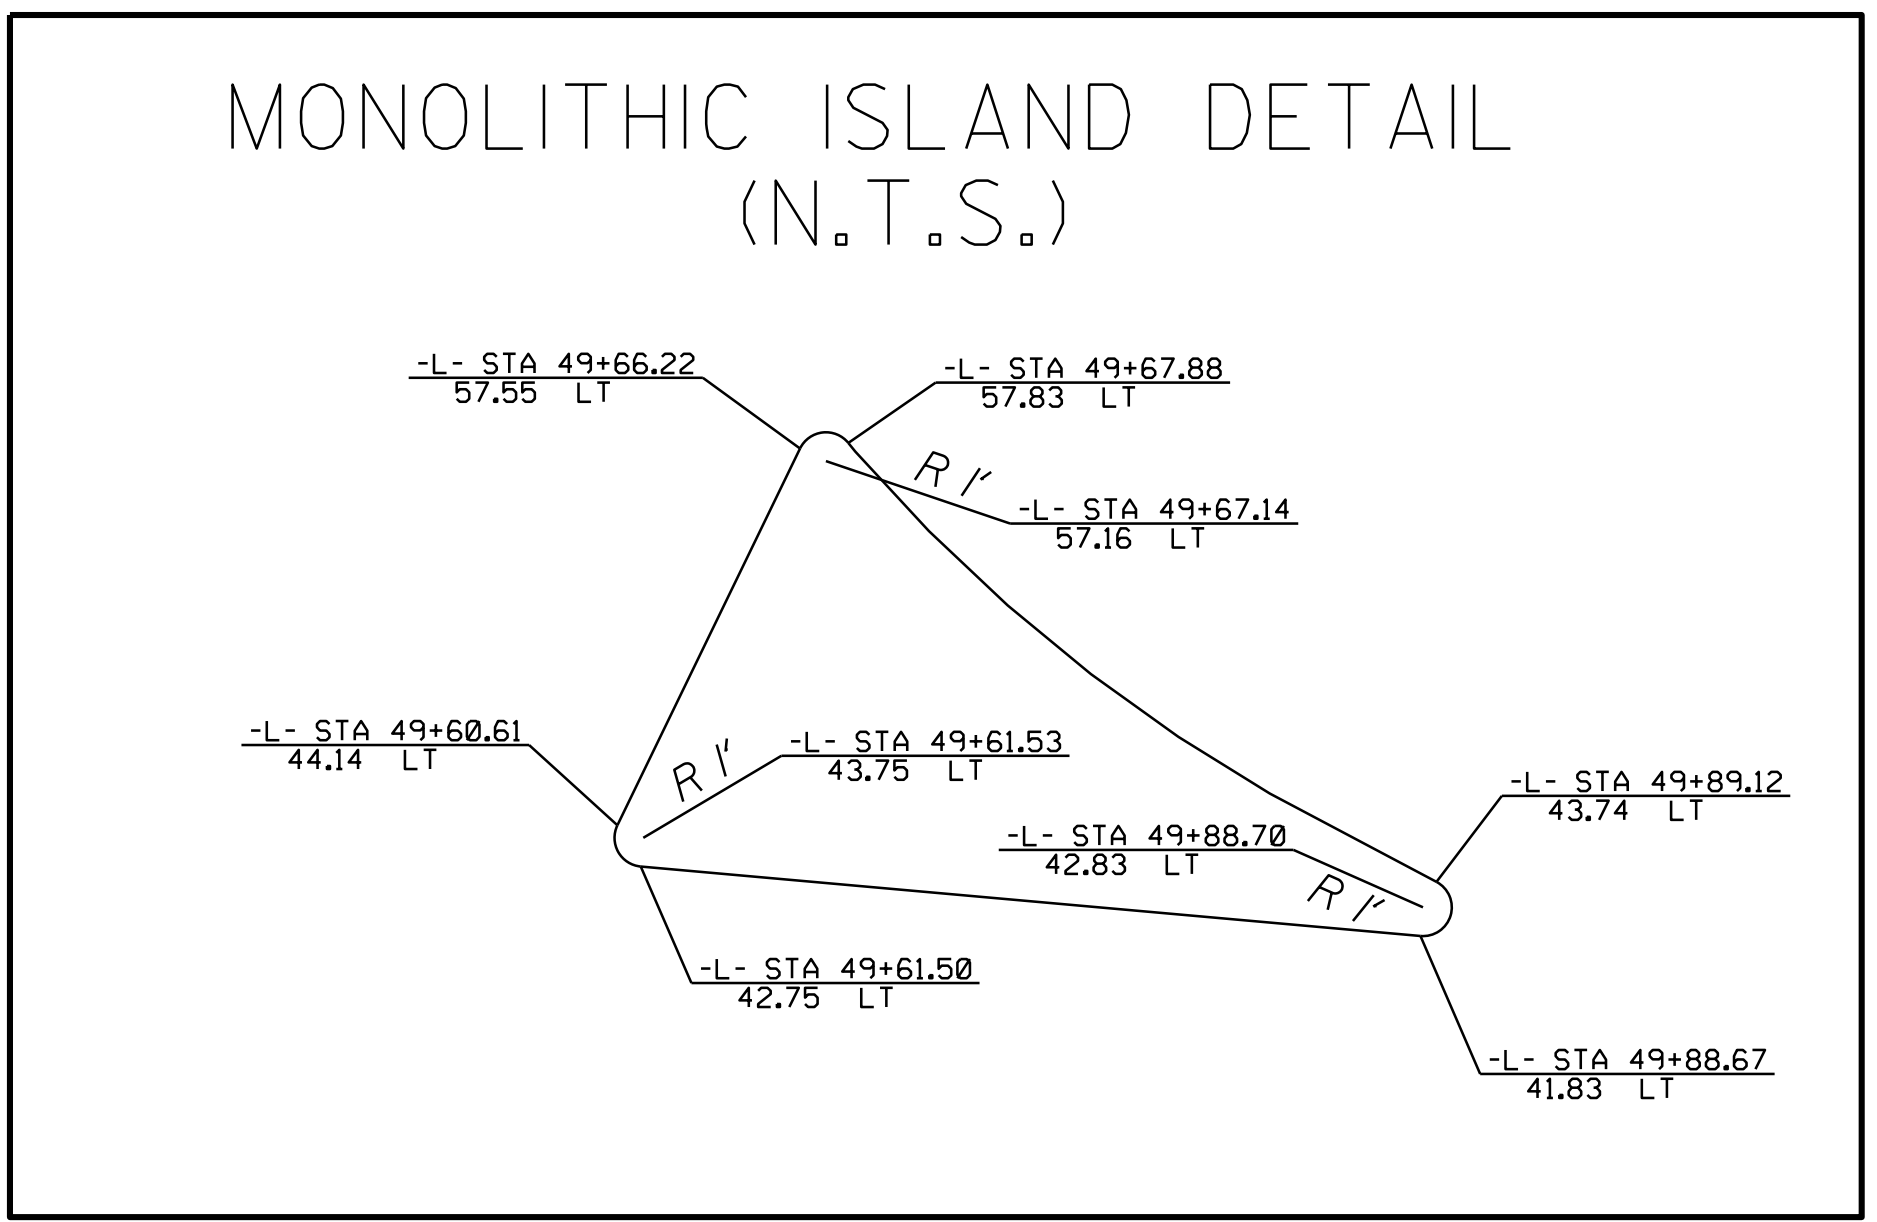 MONOLITHIC ISLAND DETAIL
(N.T.S.)
-L- STA 49+66.22
57.55 LT
-L- STA 49+67.88
57.83 LT
R 1'
-L- STA 49+67.14
57.16 LT
-L- STA 49+60.61
44.14 LT
R 1'
-L- STA 49+61.53
43.75 LT
-L- STA 49+89.12
43.74 LT
-L- STA 49+88.70
42.83 LT
R 1'
-L- STA 49+61.50
42.75 LT
-L- STA 49+88.67
41.83 LT